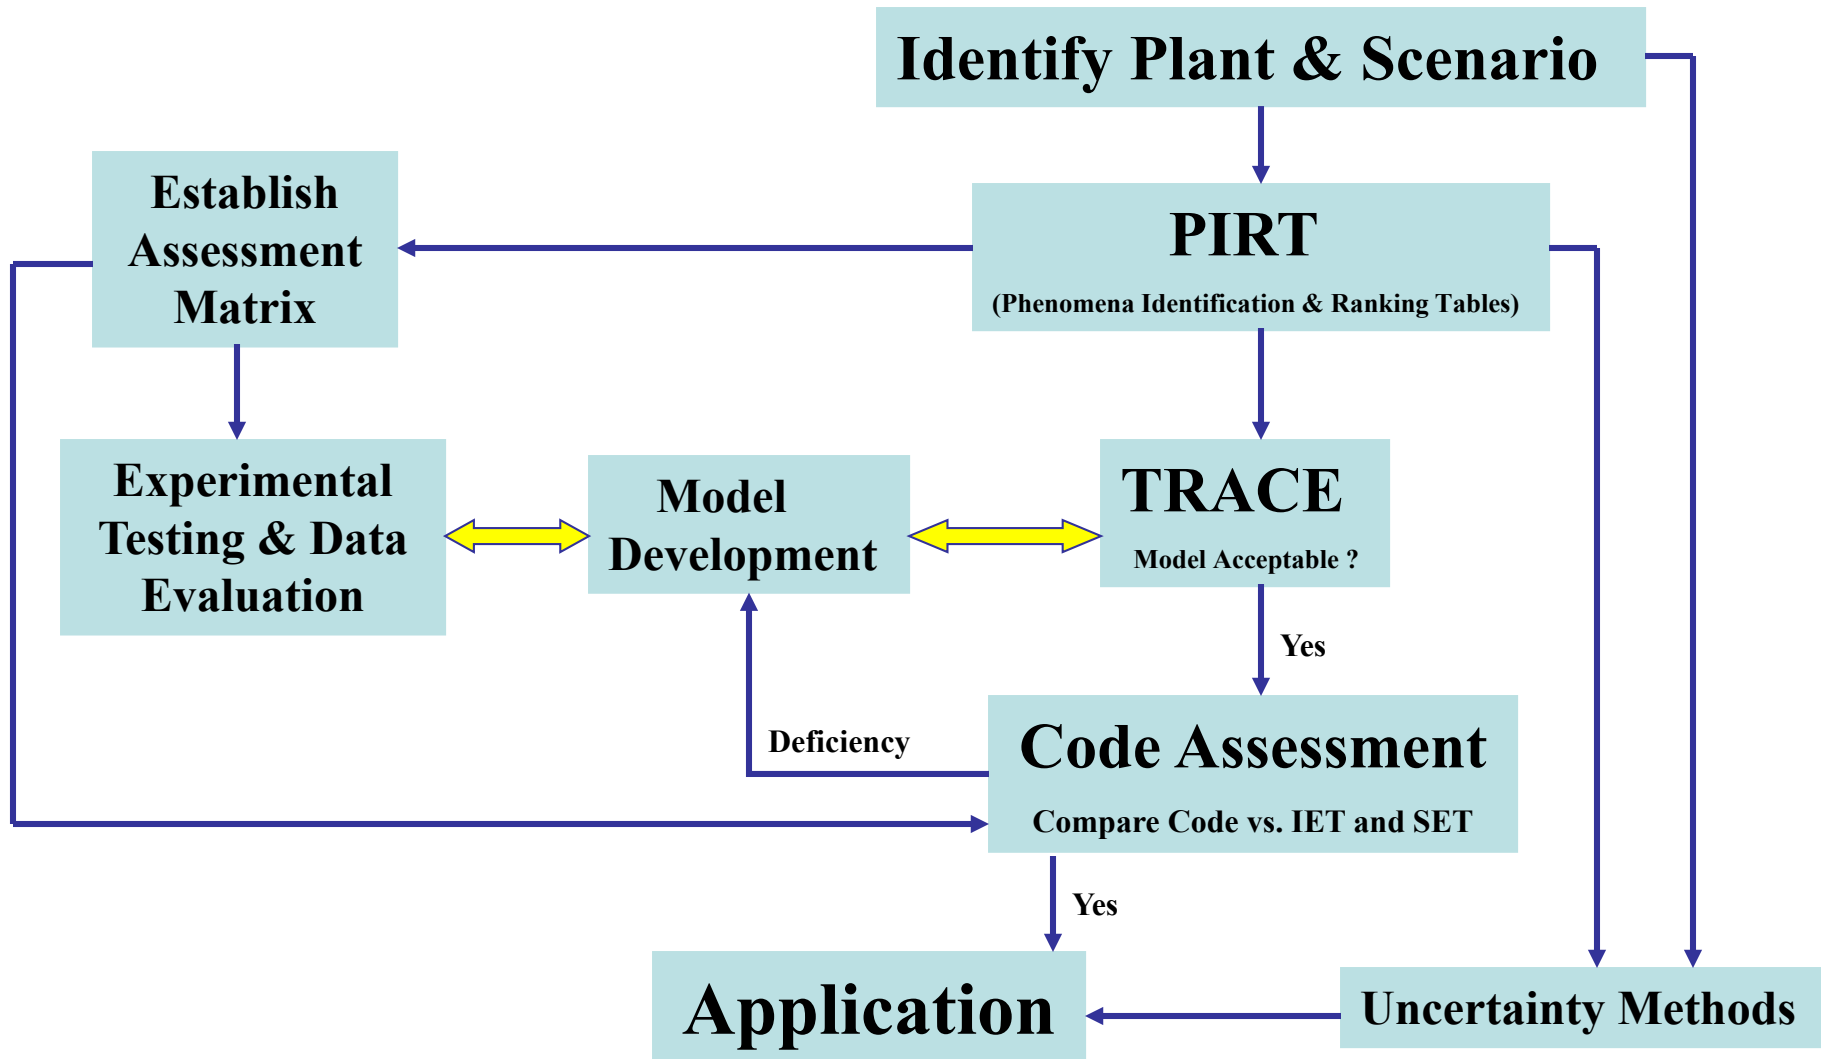 Identify Plant & Scenario
Establish
Assessment
Matrix
PIRT
(Phenomena Identification & Ranking Tables)
Experimental
Testing & Data
Evaluation
Model
Development
TRACE
Model Acceptable ?
Yes
Deficiency
Code Assessment
Compare Code vs. IET and SET
Yes
Application
Uncertainty Methods